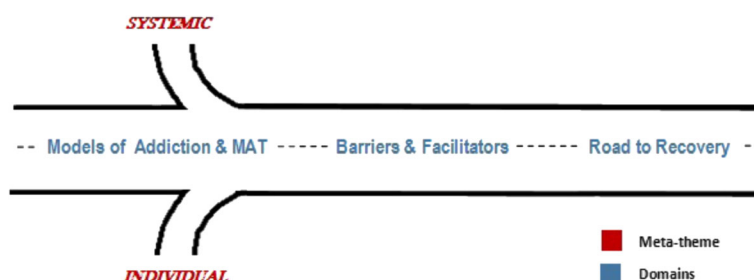 SYSTEMIC
-- Models of Addiction & MAT ----- Barriers & Facilitators ------ Road to Recovery --
INDIVIDUAL
Meta-theme
Domains